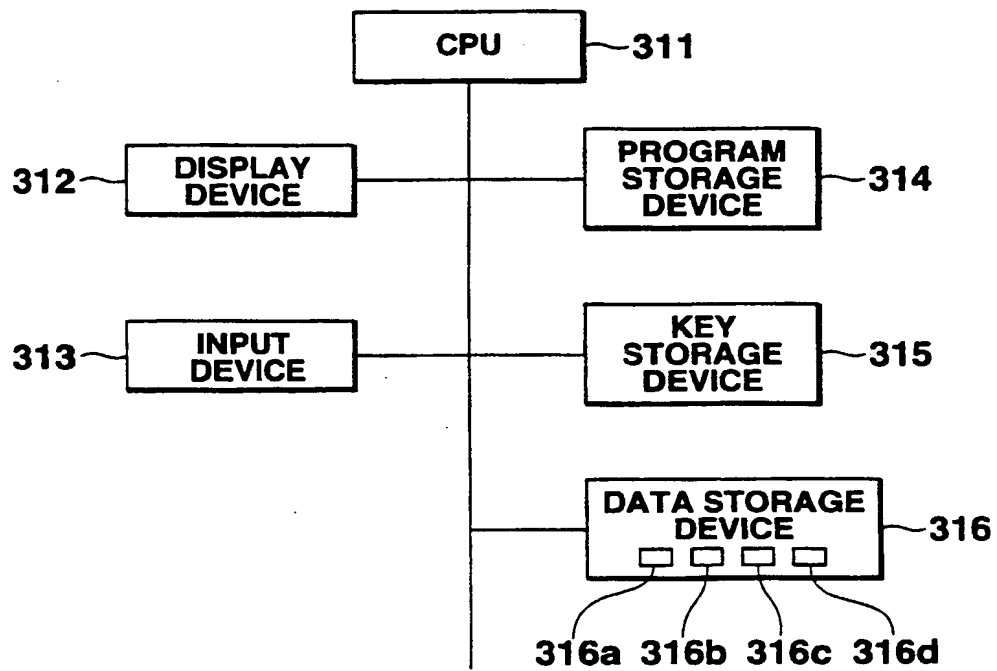 CPU
311
312
DISPLAY
DEVICE
PROGRAM
STORAGE
DEVICE
314
313
INPUT
DEVICE
KEY
STORAGE
DEVICE
315
DATA STORAGE
DEVICE
316
316a 316b 316c 316d